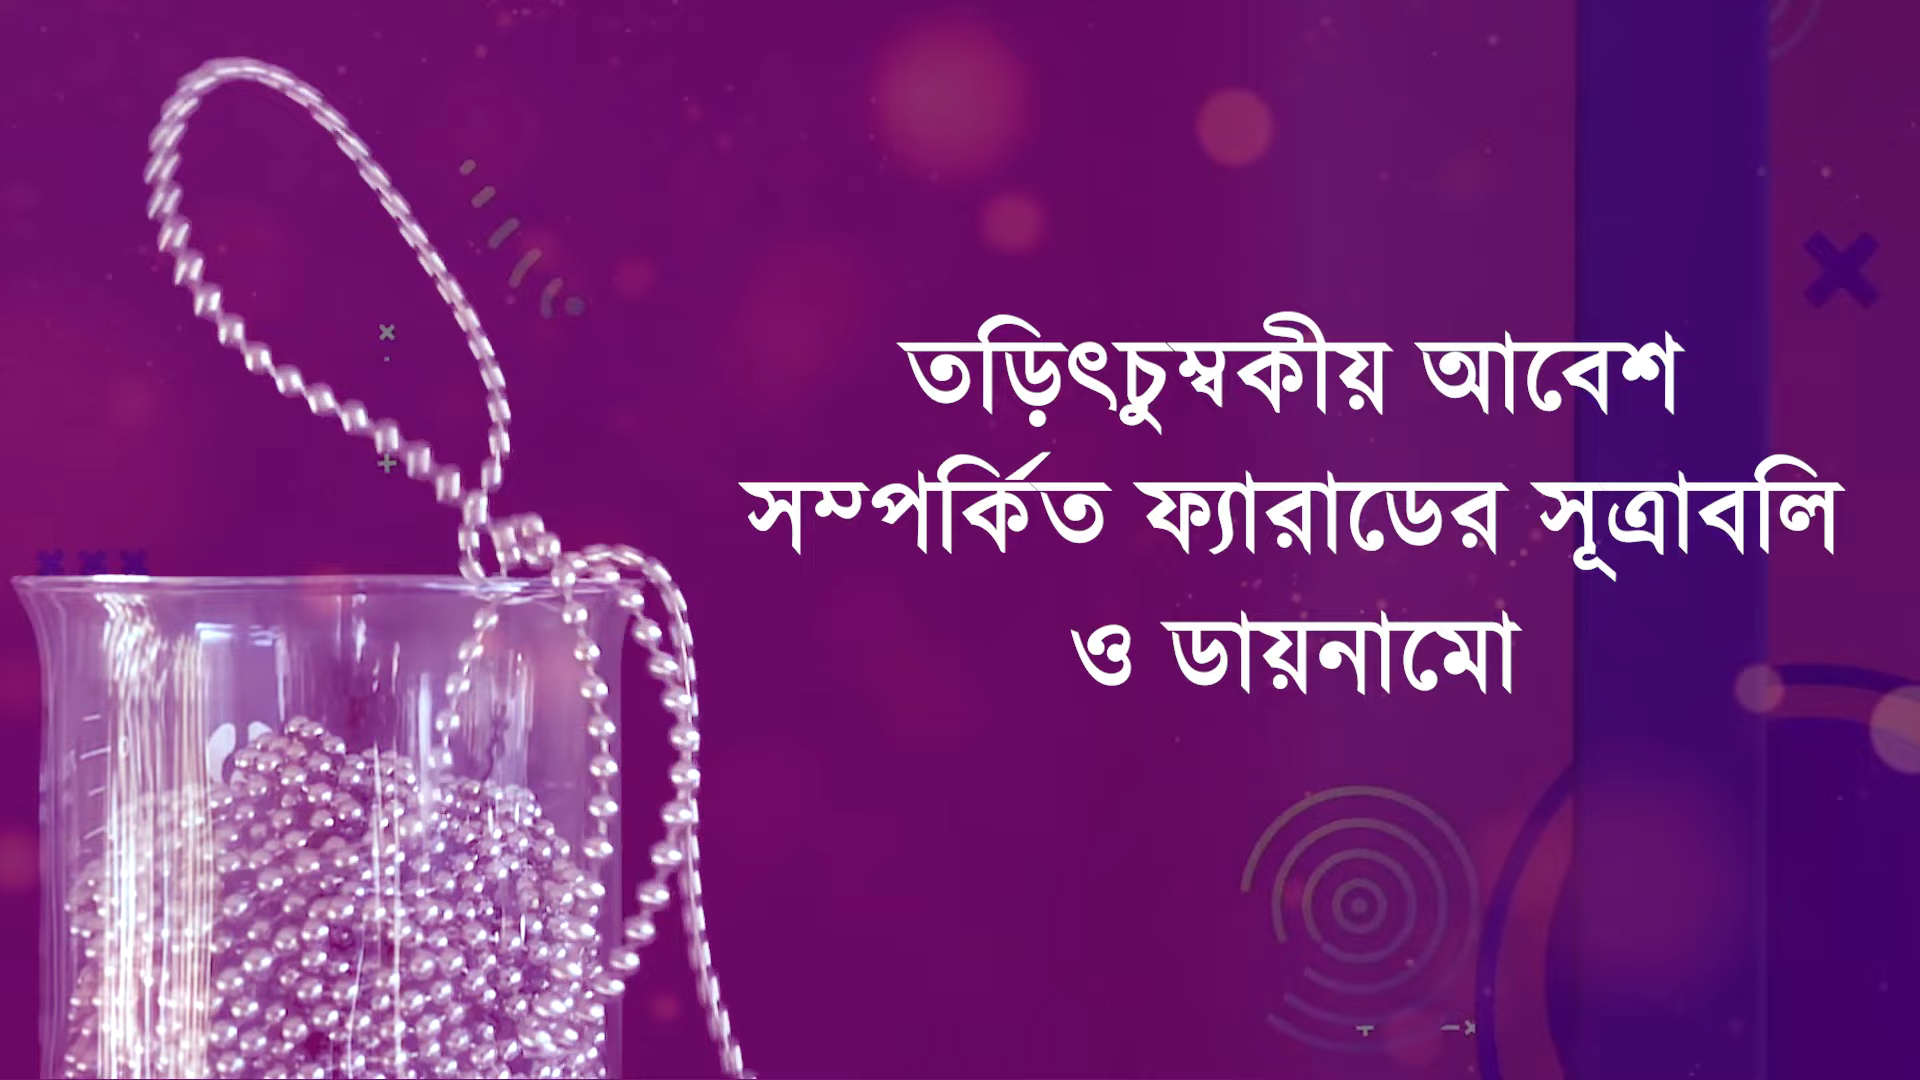 তড়িৎচুম্বকীয় আবেশ
সম্পর্কিত ফ্যারাডের সূত্রাবলি
ও ডায়নামো